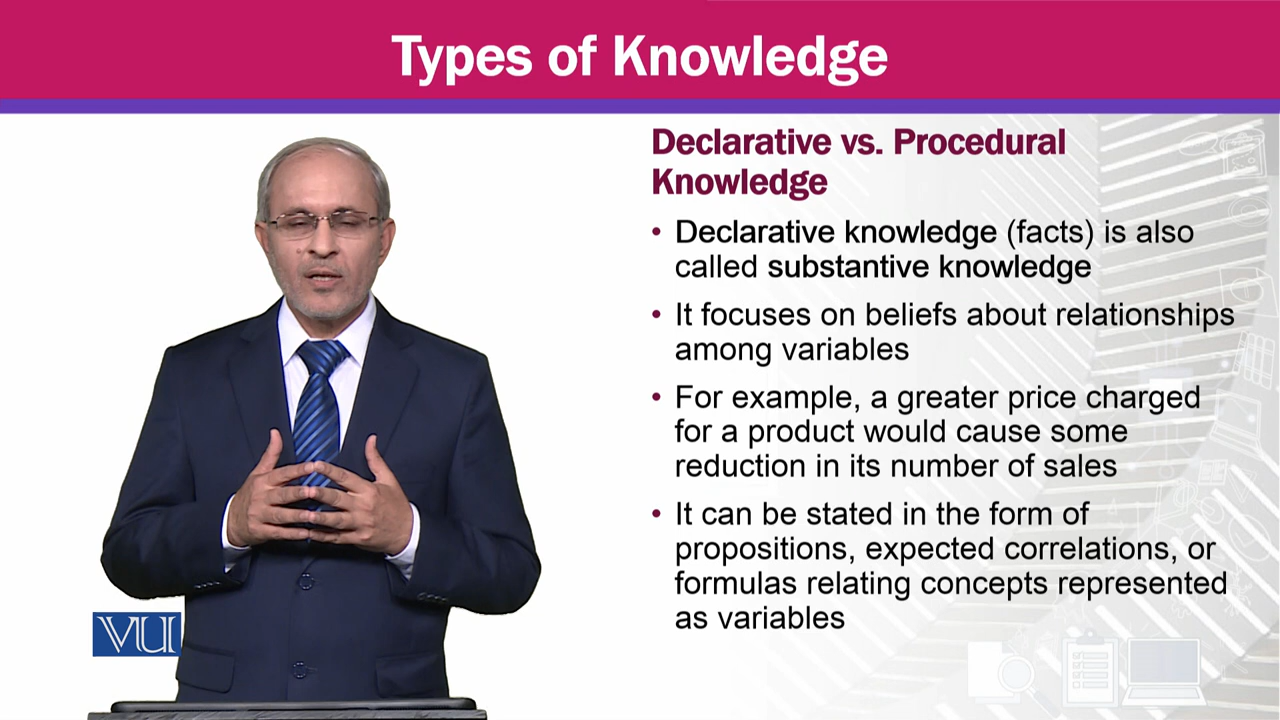 Types of Knowledge
Declarative vs. Procedural
Knowledge
• Declarative knowledge (facts) is also
called substantive knowledge
• It focuses on beliefs about relationships
among variables
• For example, a greater price charged
for a product would cause some
reduction in its number of sales
• It can be stated in the form of
propositions, expected correlations, or
formulas relating concepts represented
as variables
VU